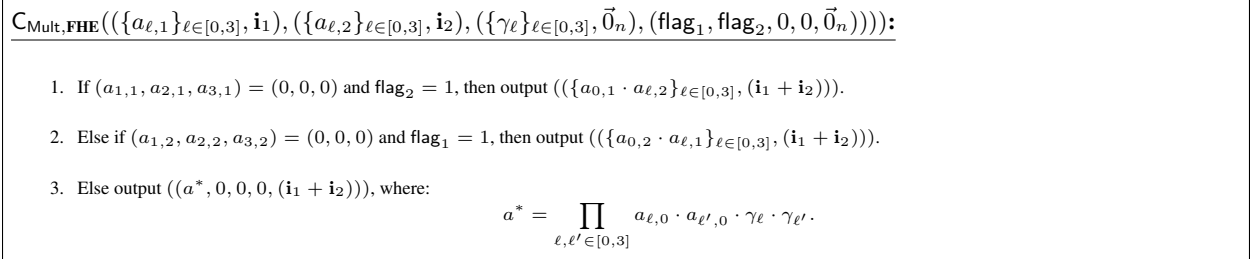 C_{Mult,FHE}(({a_{ℓ,1}}_{ℓ∈[0,3]}, i_1), ({a_{ℓ,2}}_{ℓ∈[0,3]}, i_2), ({γ_ℓ}_{ℓ∈[0,3]}, \vec{0}_n), (flag_1, flag_2, 0, 0, \vec{0}_n)))):
1. If (a_{1,1}, a_{2,1}, a_{3,1}) = (0, 0, 0) and flag_2 = 1, then output (({a_{0,1} · a_{ℓ,2}}_{ℓ∈[0,3]}, (i_1 + i_2))).
2. Else if (a_{1,2}, a_{2,2}, a_{3,2}) = (0, 0, 0) and flag_1 = 1, then output (({a_{0,2} · a_{ℓ,1}}_{ℓ∈[0,3]}, (i_1 + i_2))).
3. Else output ((a^*, 0, 0, 0, (i_1 + i_2))), where:
a^* = ∏_{ℓ,ℓ'∈[0,3]} a_{ℓ,0} · a_{ℓ',0} · γ_ℓ · γ_{ℓ'}.